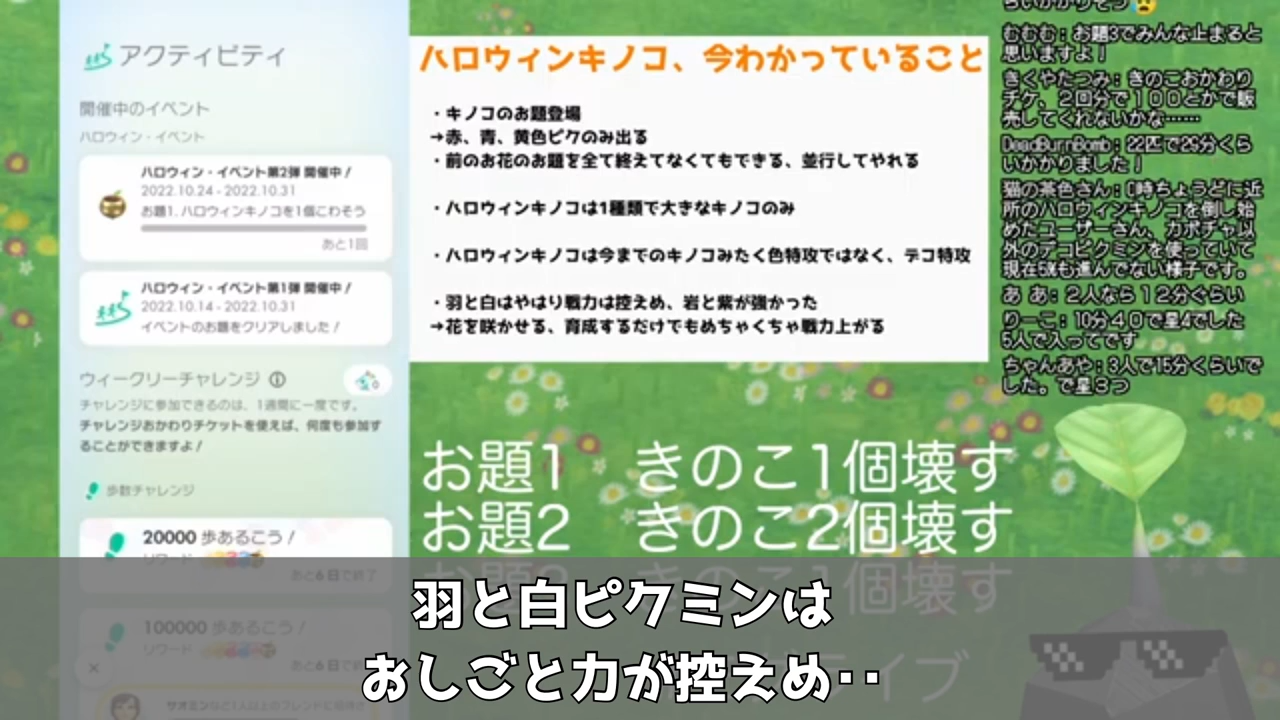 アクティビティ
開催中のイベント
ハロウィン・イベント
ハロウィン・イベント第2弾 開催中！
2022.10.24 - 2022.10.31
お題1. ハロウィンキノコを1個こわそう
あと1回
ハロウィン・イベント第1弾 開催中！
2022.10.14 - 2022.10.31
イベントのお題をクリアしました！
ウィークリーチャレンジ
チャレンジに参加できるのは、1週間に一度です。
チャレンジおかわりチケットを使えば、何度も参加す
ることができますよ！
歩数チャレンジ
20000 歩あるこう！
リワード
あと6日で終了
100000 歩あるこう！
リワード
あと6日で終
ハロウィンキノコ、今わかっていること
・キノコのお題登場
→赤、青、黄色ピクのみ出る
・前のお花のお題を全て終えてなくてもできる、並行してやれる
・ハロウィンキノコは1種類で大きなキノコのみ
・ハロウィンキノコは今までのキノコみたく色特攻ではなく、デコ特攻
・羽と白はやはり戦力は控えめ、岩と紫が強かった
→花を咲かせる、育成するだけでもめちゃくちゃ戦力上がる
お題1　きのこ1個壊す
お題2　きのこ2個壊す
むむむ：お題3でみんな止まると
思いますよ！
きくやたつみ：きのこおかわり
チケ、２回分で１００とかで販
売してくれないかな……
DeadBurnBomb：22匹で29分くら
いかかりました！
猫の茶色さん：0時ちょうどに近
所のハロウィンキノコを倒し始
めたユーザーさん、カボチャ以
外のデコピクミンを使っていて
現在5%も進んでない様子です。
あ あ：２人なら１２分ぐらい
りーこ：10分４０で星4でした
5人で入ってです
ちゃんあや：3人で15分くらいで
した。で星３つ
羽と白ピクミンは
おしごと力が控えめ‥